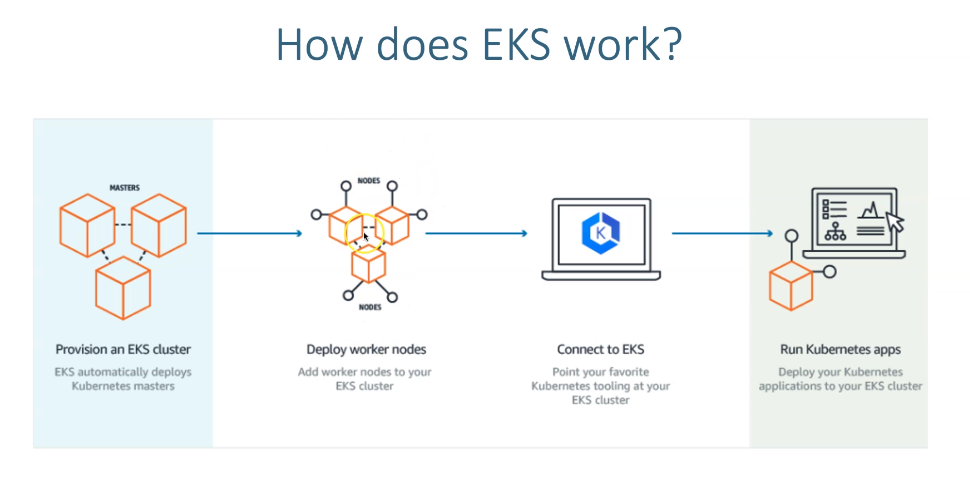 How does EKS work?
MASTERS
NODES
NODES
K
Provision an EKS cluster
EKS automatically deploys
Kubernetes masters
Deploy worker nodes
Add worker nodes to your
EKS cluster
Connect to EKS
Point your favorite
Kubernetes tooling at your
EKS cluster
Run Kubernetes apps
Deploy your Kubernetes
applications to your EKS cluster